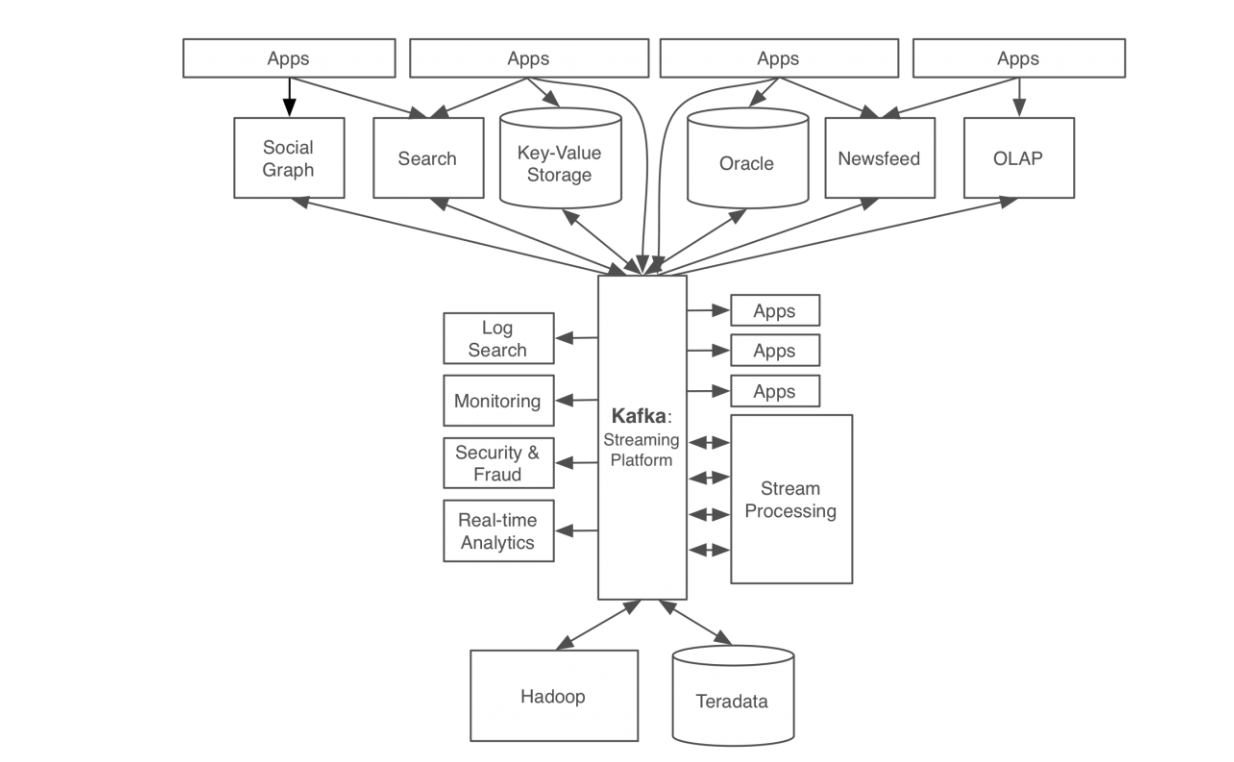 Apps
Apps
Apps
Apps
Social
Graph
Search
Key-Value
Storage
Oracle
Newsfeed
OLAP
Log
Search
Monitoring
Security &
Fraud
Real-time
Analytics
Kafka:
Streaming
Platform
Apps
Apps
Apps
Stream
Processing
Hadoop
Teradata